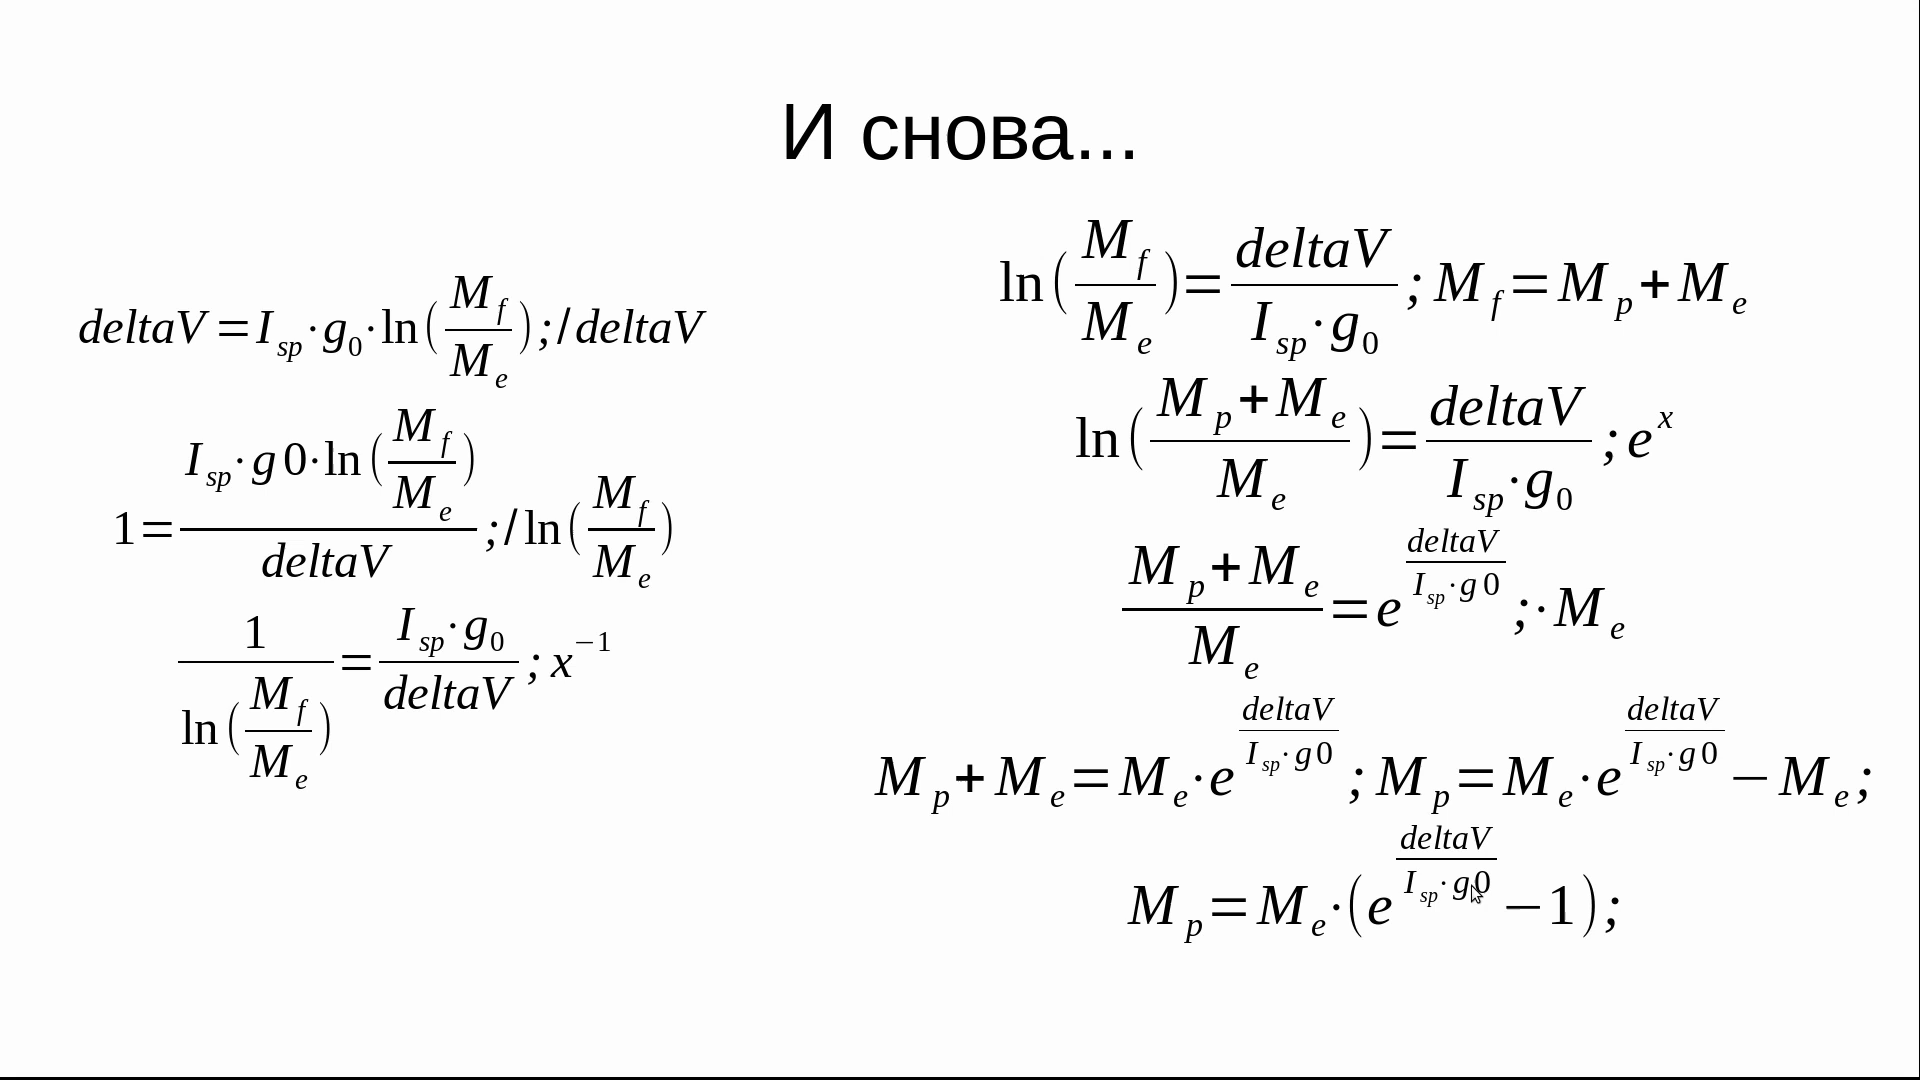 И снова...
deltaV = I_sp · g_0 · ln(M_f / M_e) ; / deltaV
1 = (I_sp · g0 · ln(M_f / M_e)) / deltaV ; / ln(M_f / M_e)
1 / ln(M_f / M_e) = (I_sp · g_0) / deltaV ; x^−1
ln(M_f / M_e) = deltaV / (I_sp · g_0) ; M_f = M_p + M_e
ln((M_p + M_e) / M_e) = deltaV / (I_sp · g_0) ; e^x
(M_p + M_e) / M_e = e^(deltaV / (I_sp · g0)) ; · M_e
M_p + M_e = M_e · e^(deltaV / (I_sp · g0)) ; M_p = M_e · e^(deltaV / (I_sp · g0)) − M_e ;
M_p = M_e · (e^(deltaV / (I_sp · g0)) − 1) ;